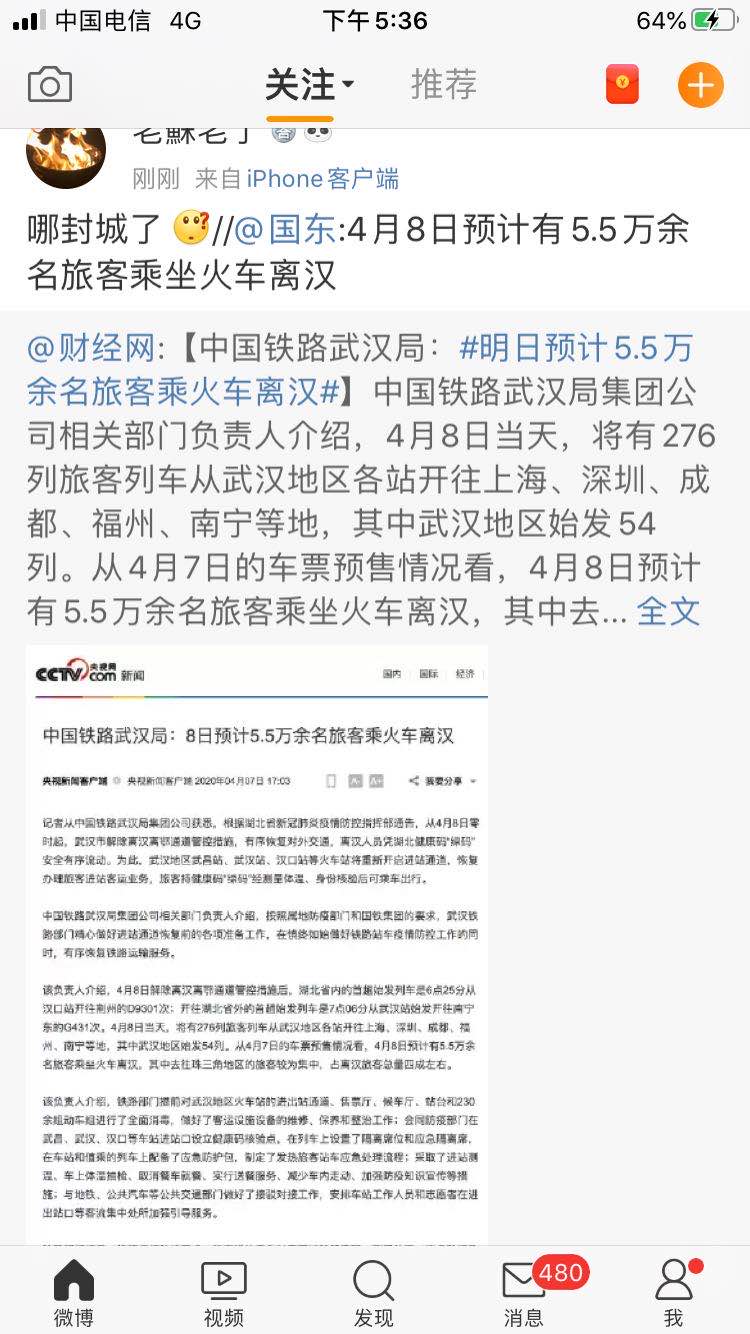 中国电信 4G 下午5:36 64%
关注 推荐
老蘇老了
刚刚 来自 iPhone客户端
哪封城了 //@国东:4月8日预计有5.5万余
名旅客乘坐火车离汉
@财经网:【中国铁路武汉局：#明日预计5.5万
余名旅客乘火车离汉#】中国铁路武汉局集团公
司相关部门负责人介绍，4月8日当天，将有276
列旅客列车从武汉地区各站开往上海、深圳、成
都、福州、南宁等地，其中武汉地区始发54
列。从4月7日的车票预售情况看，4月8日预计
有5.5万余名旅客乘坐火车离汉，其中去... 全文
CCTV.com 央视网 新闻 国内 国际 经济
中国铁路武汉局：8日预计5.5万余名旅客乘火车离汉
央视新闻客户端 央视新闻客户端 2020年04月07日 17:03 A- A+ 我要分享
记者从中国铁路武汉局集团公司获悉，根据湖北省新冠肺炎疫情防控指挥部通告，从4月8日零
时起，武汉市解除离汉离鄂通道管控措施，有序恢复对外交通，离汉人员凭湖北健康码“绿码”
安全有序流动。为此，武汉地区武昌站、武汉站、汉口站等火车站将重新开启进站通道，恢复
办理旅客进站客运业务，旅客持健康码“绿码”经测量体温、身份核验后可乘车出行。
中国铁路武汉局集团公司相关部门负责人介绍，按照属地防疫部门和国铁集团的要求，武汉铁
路部门精心做好进站通道恢复前的各项准备工作，在慎终如始做好铁路站车疫情防控工作的同
时，有序恢复铁路运输服务。
该负责人介绍，4月8日解除离汉离鄂通道管控措施后，湖北省内的首趟始发列车是6点25分从
汉口站开往荆州的D9301次；开往湖北省外的首趟始发列车是7点06分从武汉站始发开往南宁
东的G431次。4月8日当天，将有276列旅客列车从武汉地区各站开往上海、深圳、成都、福
州、南宁等地，其中武汉地区始发54列。从4月7日的车票预售情况看，4月8日预计有5.5万余
名旅客乘坐火车离汉，其中去往珠三角地区的旅客较为集中，占离汉旅客总量四成左右。
该负责人介绍，铁路部门提前对武汉地区火车站的进出站通道、售票厅、候车厅、站台和230
余组动车组进行了全面消毒，做好了客运设施设备的维修、保养和整治工作；会同防疫部门在
武昌、武汉、汉口等车站进站口设立健康码核验点。在列车上设置了隔离席位和应急隔离席，
在车站和值乘的列车上配备了应急防护包，制定了发热旅客站车应急处理流程；采取了进站测
温、车上体温抽检、取消餐车就餐、实行送餐服务、减少车内走动、加强防疫知识宣传等措
施；与地铁、公共汽车等公共交通部门做好了接驳对接工作，安排车站工作人员和志愿者在进
出站口等客流集中处所加强引导服务。
480
微博 视频 发现 消息 我